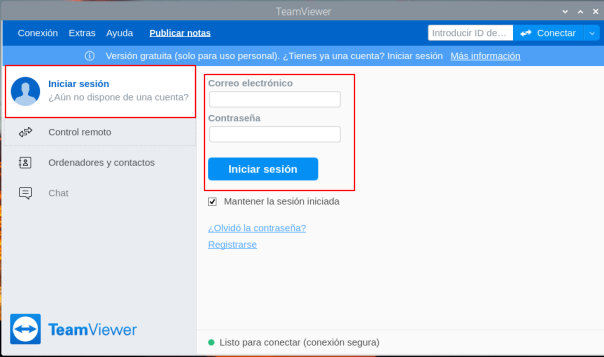 TeamViewer
Conexión Extras Ayuda Publicar notas Introducir ID de... Conectar
Versión gratuita (solo para uso personal). ¿Tienes ya una cuenta? Iniciar sesión Más información
Iniciar sesión
¿Aún no dispone de una cuenta?
Control remoto
Ordenadores y contactos
Chat
Correo electrónico
Contraseña
Iniciar sesión
Mantener la sesión iniciada
¿Olvidó la contraseña?
Registrarse
TeamViewer
Listo para conectar (conexión segura)